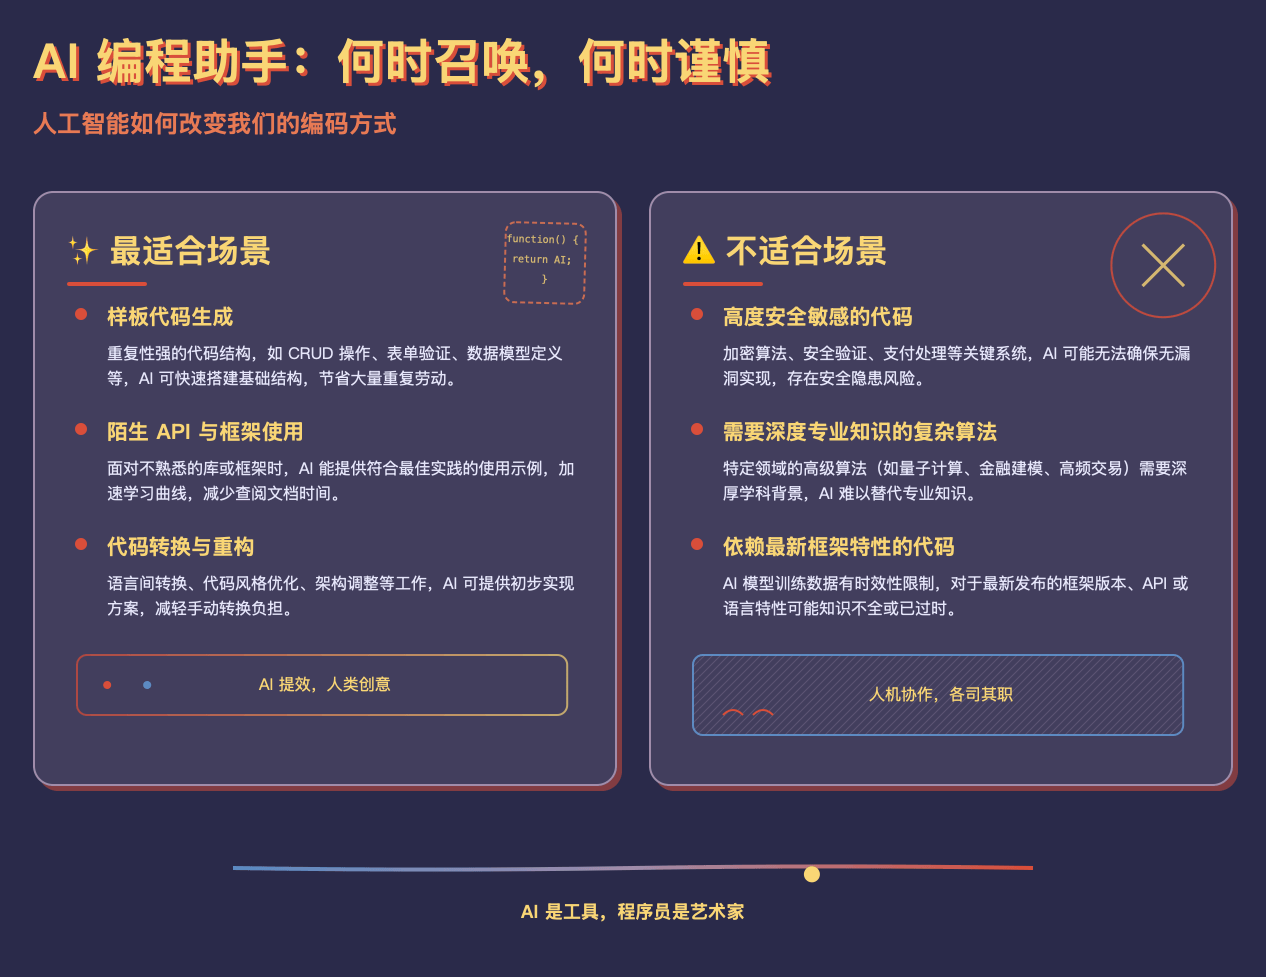 AI 编程助手：何时召唤，何时谨慎
人工智能如何改变我们的编码方式
✨ 最适合场景
function() {
return AI;
}
样板代码生成
重复性强的代码结构，如 CRUD 操作、表单验证、数据模型定义
等，AI 可快速搭建基础结构，节省大量重复劳动。
陌生 API 与框架使用
面对不熟悉的库或框架时，AI 能提供符合最佳实践的使用示例，加
速学习曲线，减少查阅文档时间。
代码转换与重构
语言间转换、代码风格优化、架构调整等工作，AI 可提供初步实现
方案，减轻手动转换负担。
AI 提效，人类创意
⚠️ 不适合场景
高度安全敏感的代码
加密算法、安全验证、支付处理等关键系统，AI 可能无法确保无漏
洞实现，存在安全隐患风险。
需要深度专业知识的复杂算法
特定领域的高级算法（如量子计算、金融建模、高频交易）需要深
厚学科背景，AI 难以替代专业知识。
依赖最新框架特性的代码
AI 模型训练数据有时效性限制，对于最新发布的框架版本、API 或
语言特性可能知识不全或已过时。
人机协作，各司其职
AI 是工具，程序员是艺术家